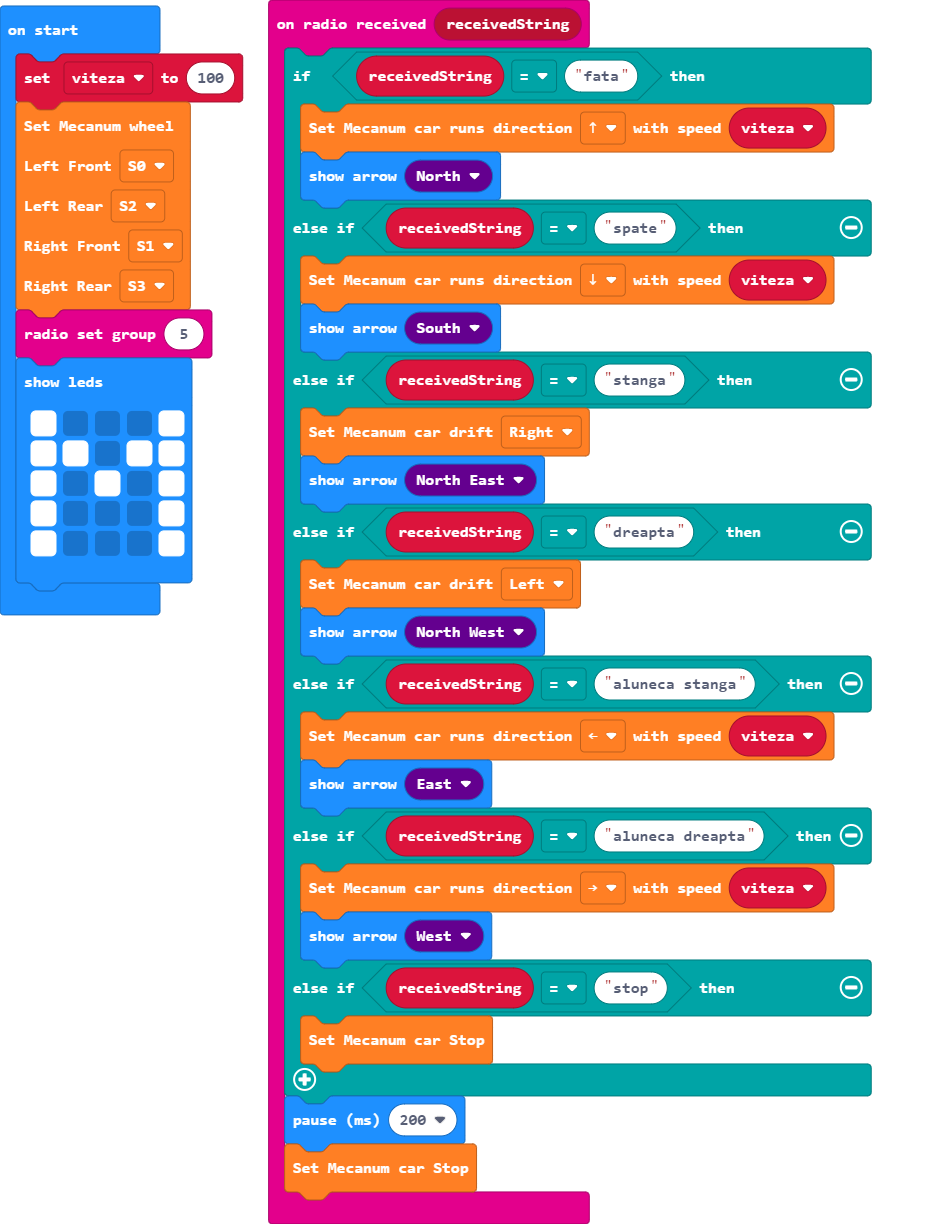 on start
set viteza to 100
Set Mecanum wheel
Left Front S0
Left Rear S2
Right Front S1
Right Rear S3
radio set group 5
show leds
on radio received receivedString
if receivedString = "fata" then
Set Mecanum car runs direction ↑ with speed viteza
show arrow North
else if receivedString = "spate" then
Set Mecanum car runs direction ↓ with speed viteza
show arrow South
else if receivedString = "stanga" then
Set Mecanum car drift Right
show arrow North East
else if receivedString = "dreapta" then
Set Mecanum car drift Left
show arrow North West
else if receivedString = "aluneca stanga" then
Set Mecanum car runs direction ← with speed viteza
show arrow East
else if receivedString = "aluneca dreapta" then
Set Mecanum car runs direction → with speed viteza
show arrow West
else if receivedString = "stop" then
Set Mecanum car Stop
pause (ms) 200
Set Mecanum car Stop